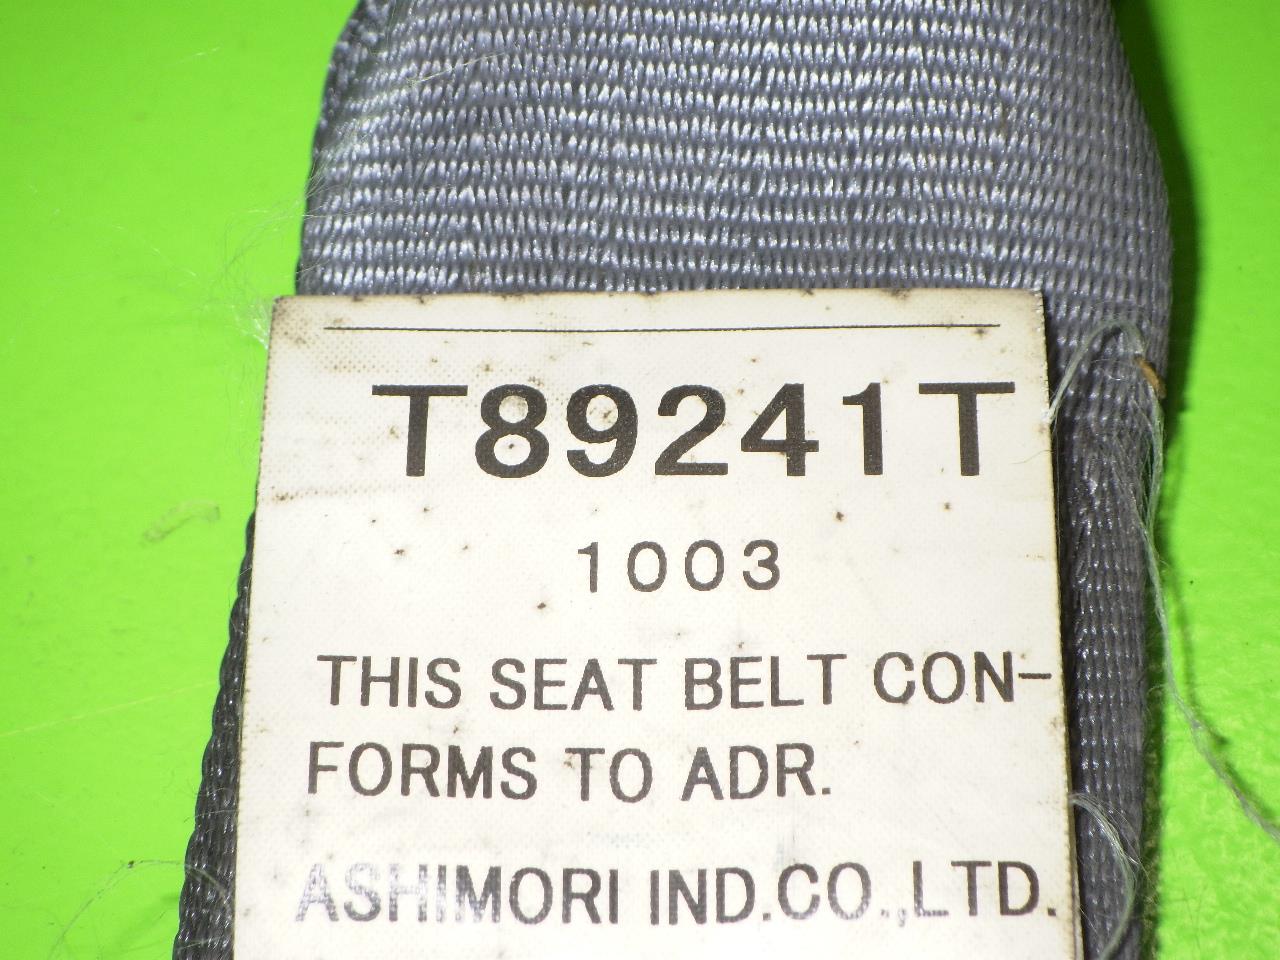 T89241T
1003
THIS SEAT BELT CON-
FORMS TO ADR.
ASHIMORI IND.CO.,LTD.